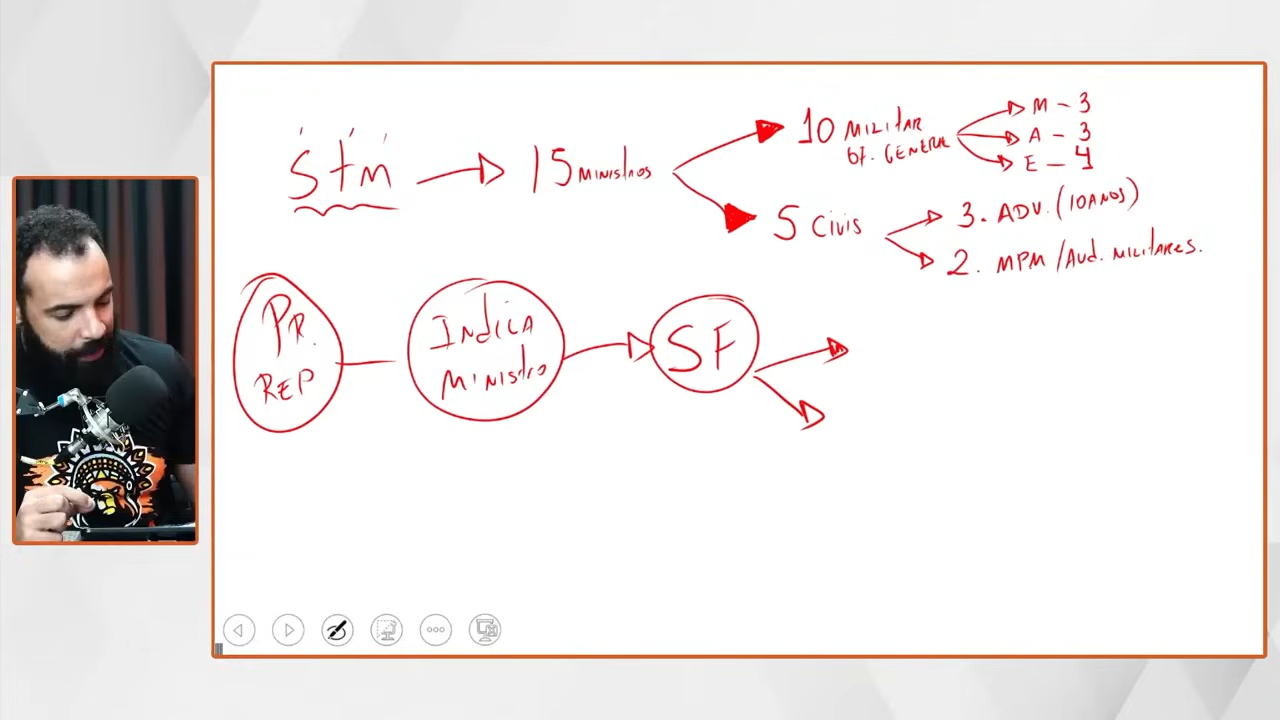 STM → 15 MINISTROS
10 MILITAR
OF. GENERAL
M - 3
A - 3
E - 4
5 CIVIS
3. ADV. (10 ANOS)
2. MPM / AUD. MILITARES.
PR.
REP
INDICA
MINISTRO
SF